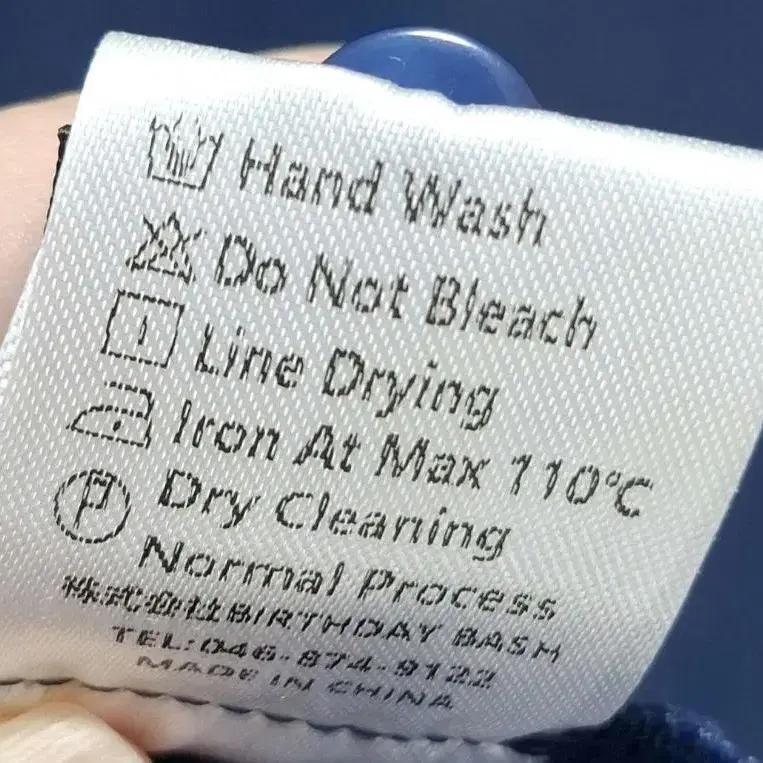 Hand Wash
Do Not Bleach
Line Drying
Iron At Max 110℃
P Dry Cleaning
Normal Process
株式会社BIRTHDAY BASH
TEL:046-874-9122
MADE IN CHINA